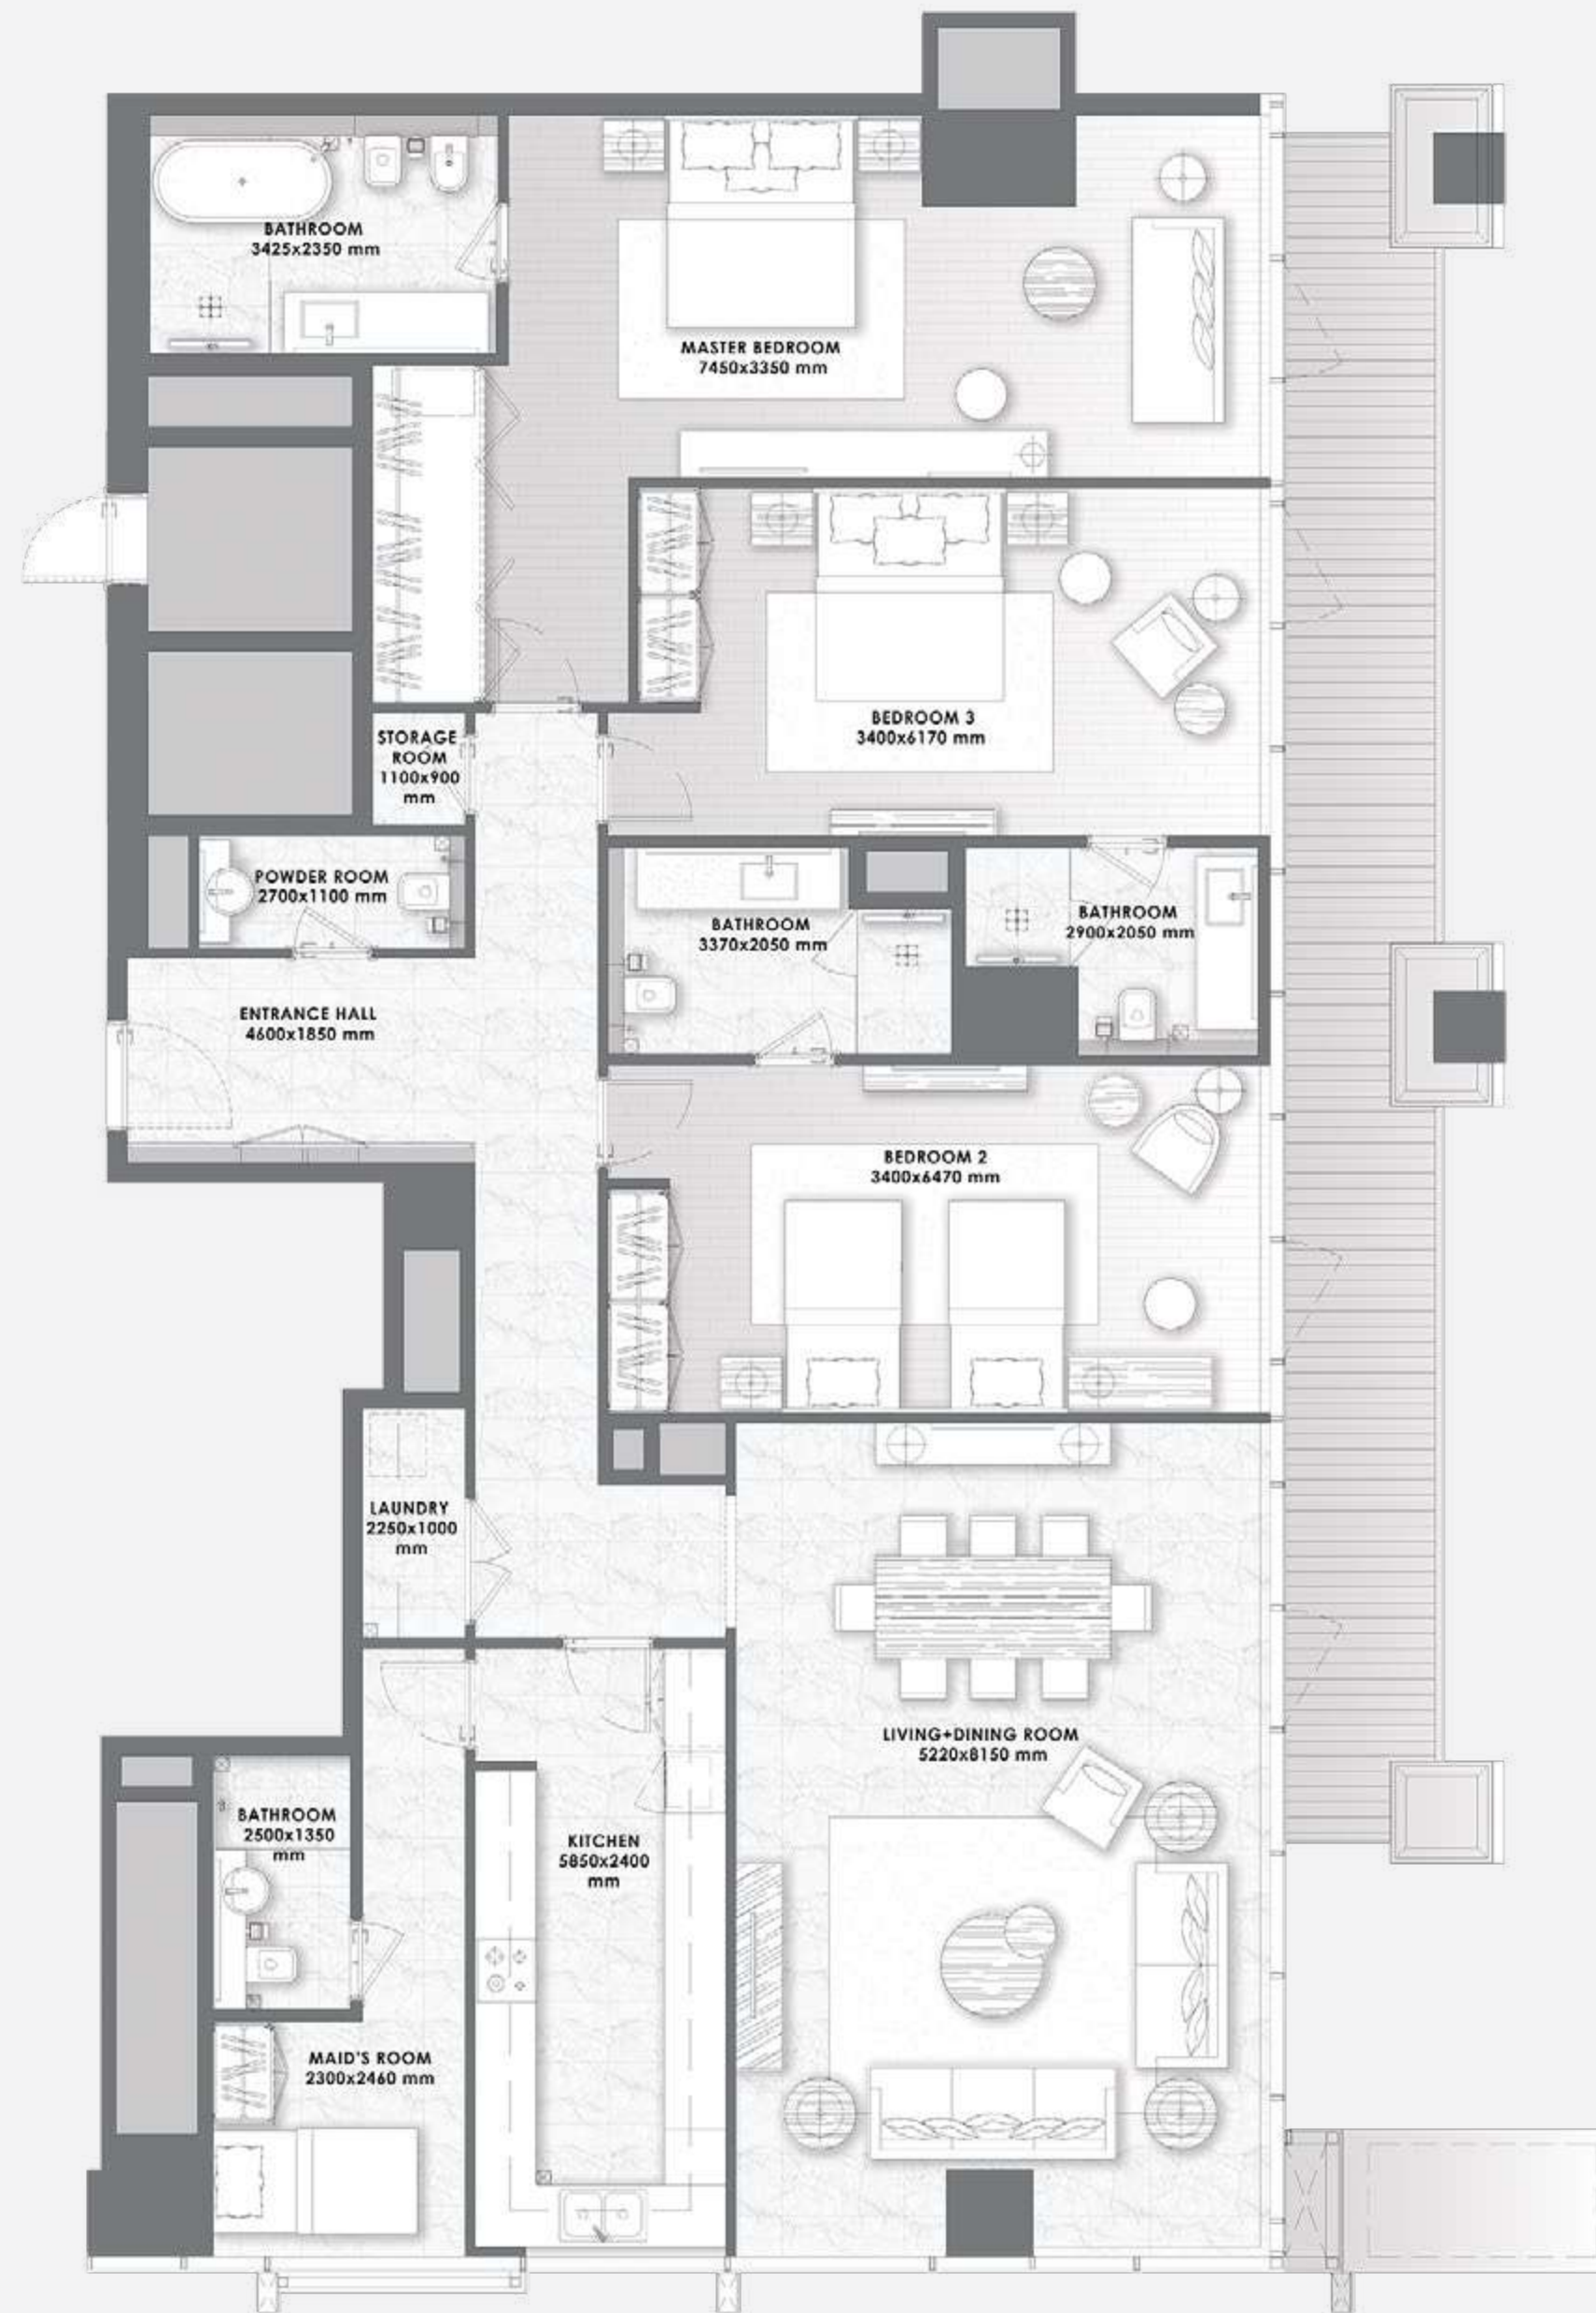 BATHROOM
3425x2350 mm
MASTER BEDROOM
7450x3350 mm
STORAGE
ROOM
1100x900
mm
BEDROOM 3
3400x6170 mm
POWDER ROOM
2700x1100 mm
BATHROOM
3370x2050 mm
BATHROOM
2900x2050 mm
ENTRANCE HALL
4600x1850 mm
BEDROOM 2
3400x6470 mm
LAUNDRY
2250x1000
mm
LIVING+DINING ROOM
5220x8150 mm
BATHROOM
2500x1350
mm
KITCHEN
5850x2400
mm
MAID'S ROOM
2300x2460 mm